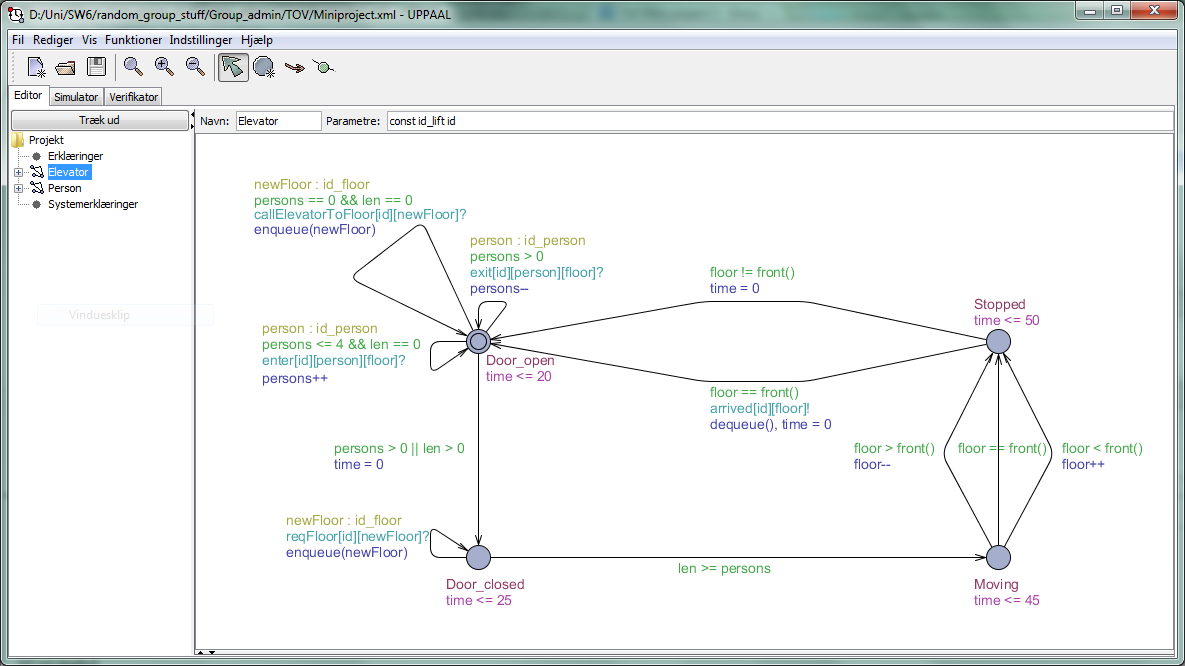 D:/Uni/SW6/random_group_stuff/Group_admin/TOV/Miniproject.xml - UPPAAL
Fil Rediger Vis Funktioner Indstillinger Hjælp
Editor Simulator Verifikator
Træk ud
Navn: Elevator Parametre: const id_lift id
Projekt
Erklæringer
Elevator
Person
Systemerklæringer
Vinduesklip
newFloor : id_floor
persons == 0 && len == 0
callElevatorToFloor[id][newFloor]?
enqueue(newFloor)
person : id_person
persons > 0
exit[id][person][floor]?
persons--
person : id_person
persons <= 4 && len == 0
enter[id][person][floor]?
persons++
Door_open
time <= 20
floor != front()
time = 0
Stopped
time <= 50
floor == front()
arrived[id][floor]!
dequeue(), time = 0
persons > 0 || len > 0
time = 0
floor > front()
floor--
floor == front()
floor < front()
floor++
newFloor : id_floor
reqFloor[id][newFloor]?
enqueue(newFloor)
Door_closed
time <= 25
len >= persons
Moving
time <= 45